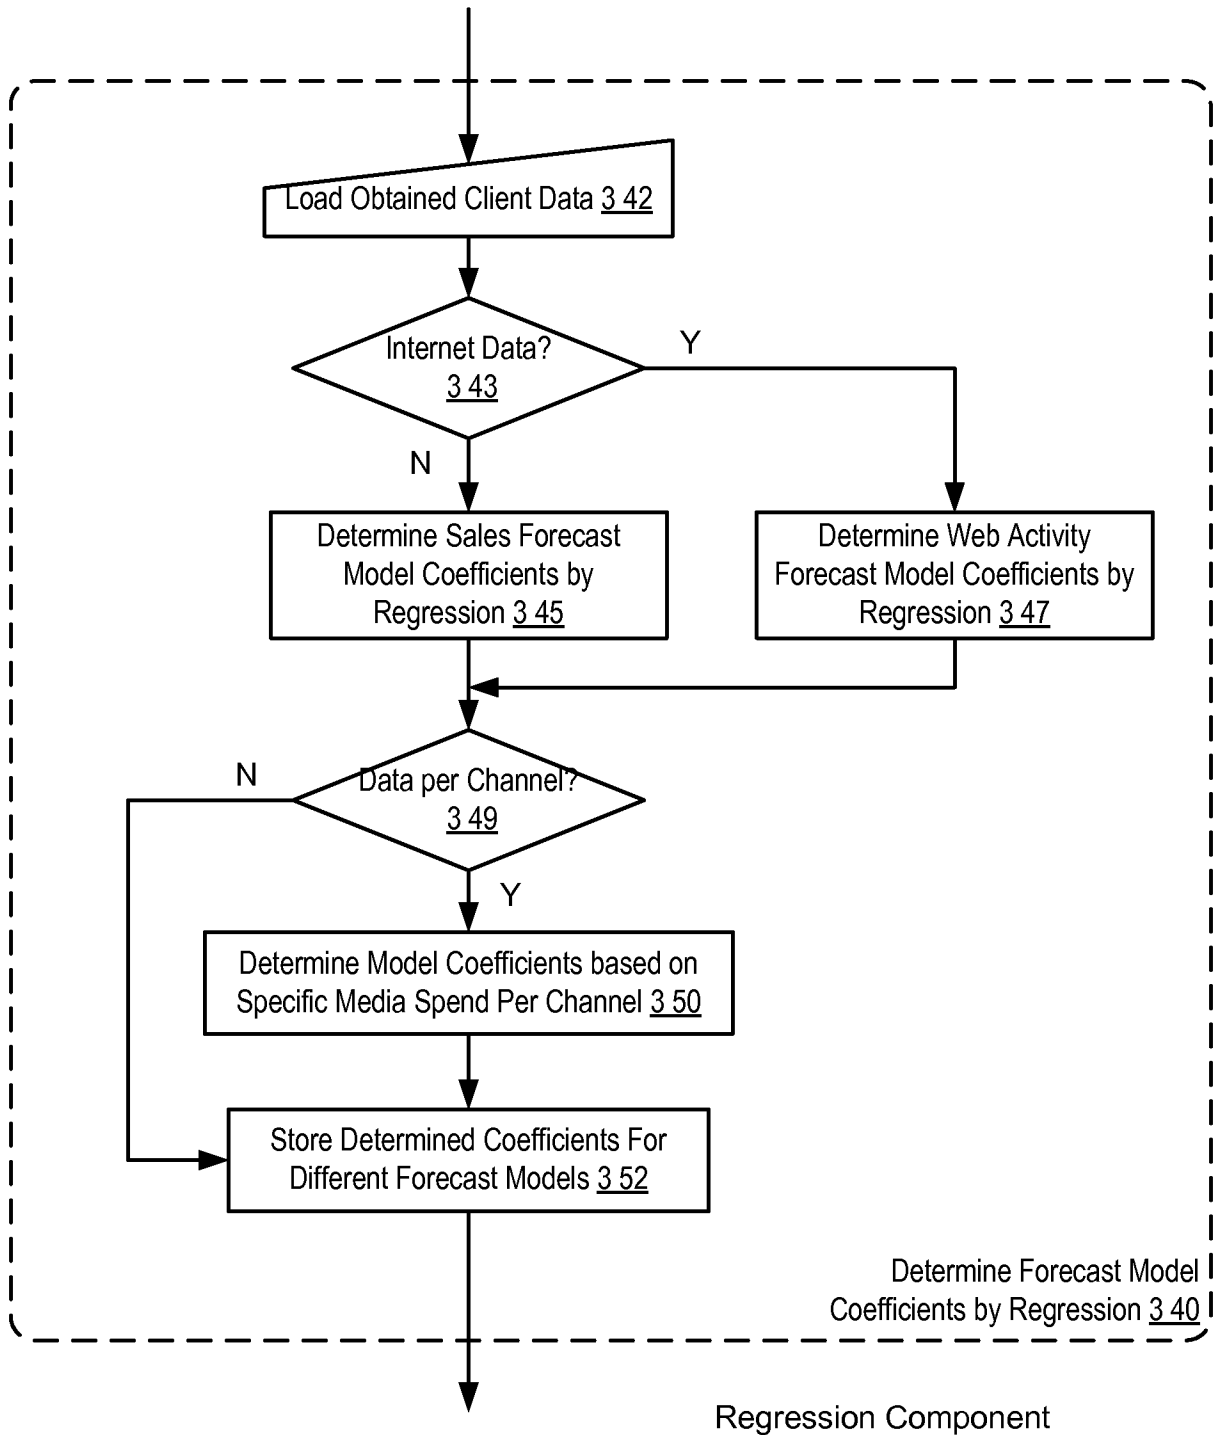 Load Obtained Client Data 3 42
Internet Data?
3 43
Y
N
Determine Sales Forecast
Model Coefficients by
Regression 3 45
Determine Web Activity
Forecast Model Coefficients by
Regression 3 47
Data per Channel?
3 49
N
Y
Determine Model Coefficients based on
Specific Media Spend Per Channel 3 50
Store Determined Coefficients For
Different Forecast Models 3 52
Determine Forecast Model
Coefficients by Regression 3 40
Regression Component